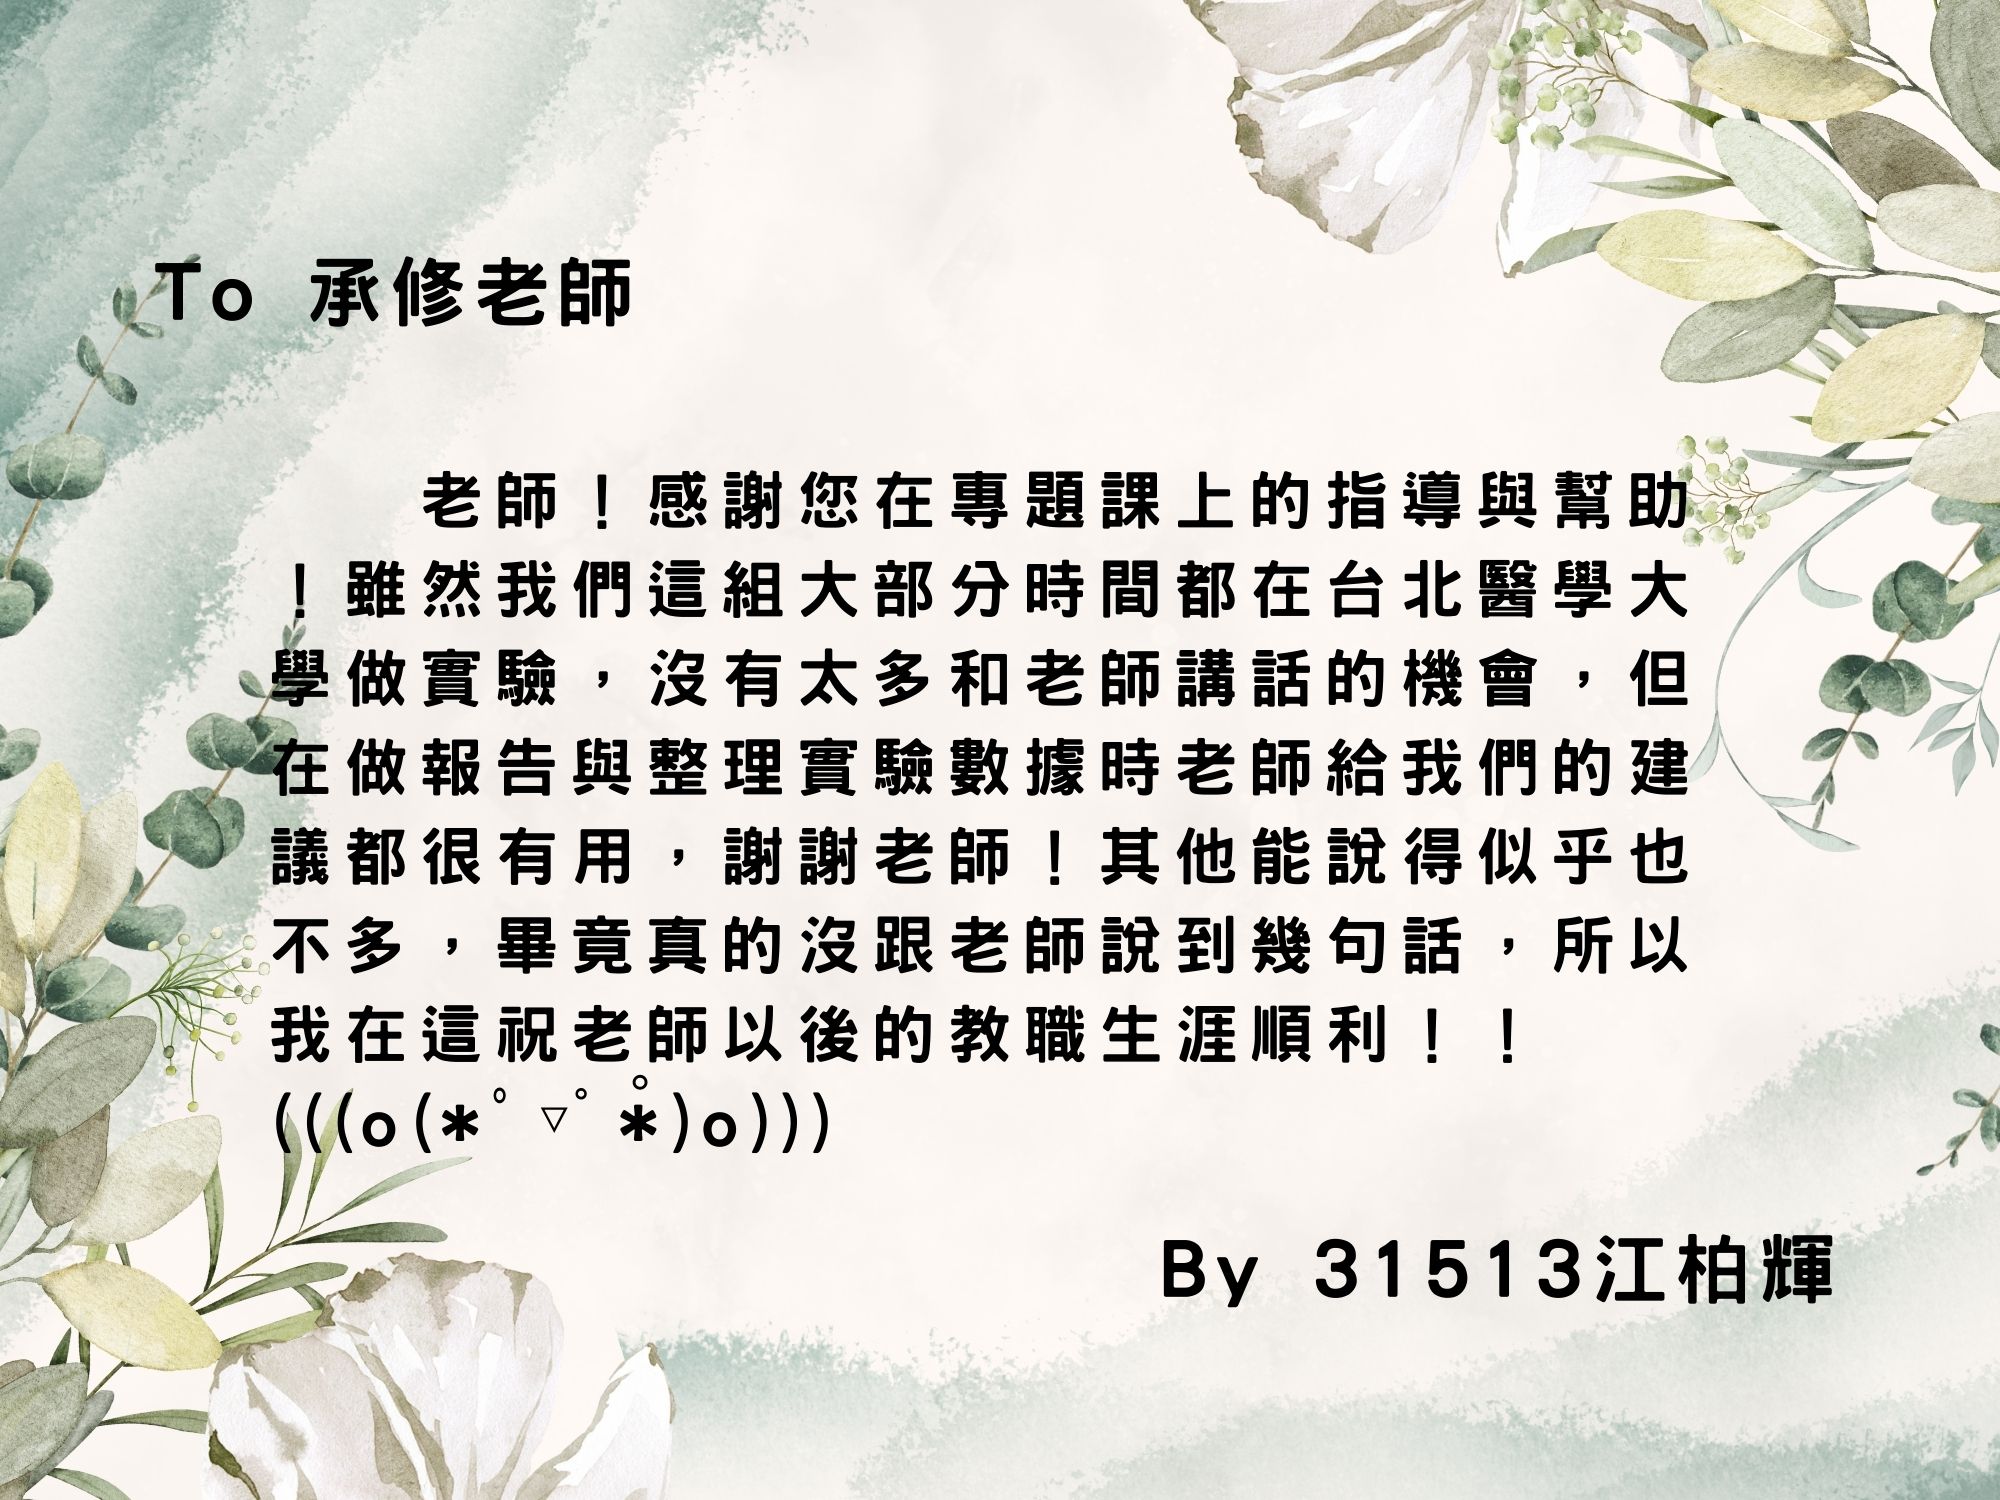 To 承修老師
老師！感謝您在專題課上的指導與幫助
！雖然我們這組大部分時間都在台北醫學大
學做實驗，沒有太多和老師講話的機會，但
在做報告與整理實驗數據時老師給我們的建
議都很有用，謝謝老師！其他能說得似乎也
不多，畢竟真的沒跟老師說到幾句話，所以
我在這祝老師以後的教職生涯順利！！
(((o(*ﾟ▽ﾟ*)o)))
By 31513江柏輝